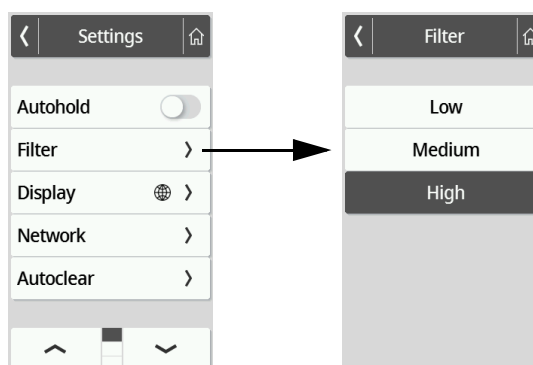 Settings
Autohold
Filter
Display
Network
Autoclear
Filter
Low
Medium
High